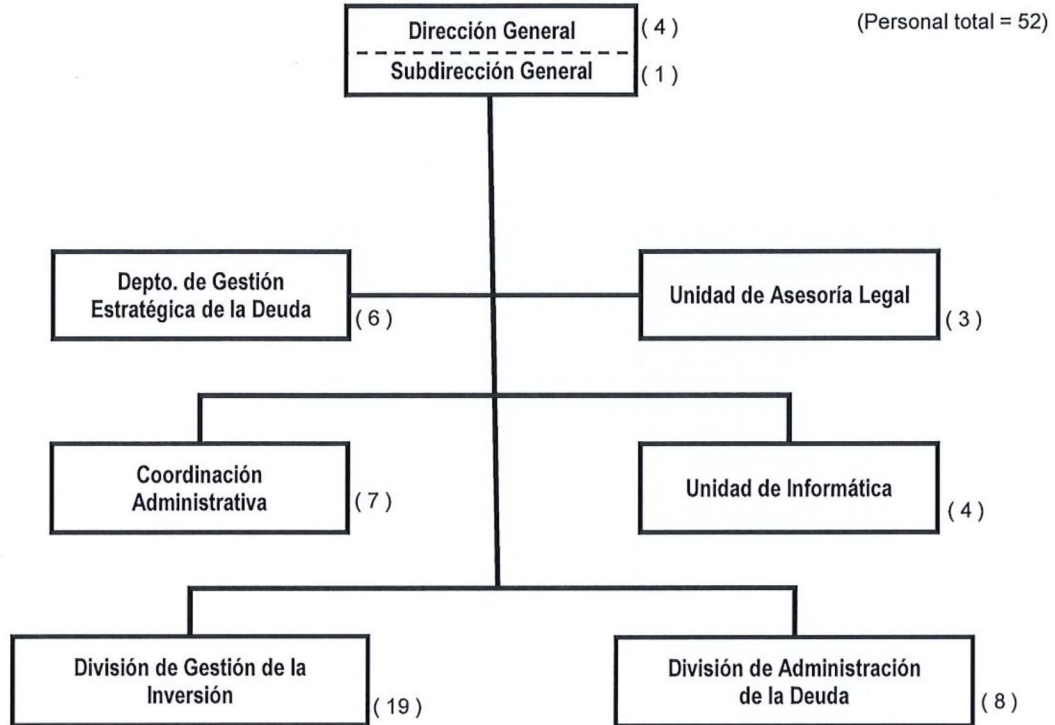 Dirección General
( 4 )
(Personal total = 52)
Subdirección General
( 1 )
Depto. de Gestión
Estratégica de la Deuda
( 6 )
Unidad de Asesoría Legal
( 3 )
Coordinación
Administrativa
( 7 )
Unidad de Informática
( 4 )
División de Gestión de la
Inversión
( 19 )
División de Administración
de la Deuda
( 8 )